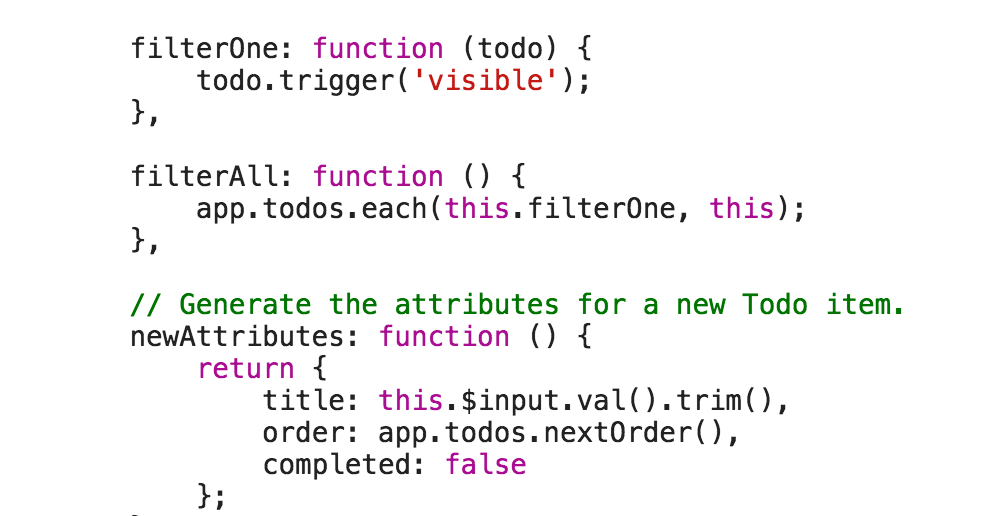 filterOne: function (todo) {
    todo.trigger('visible');
},

filterAll: function () {
    app.todos.each(this.filterOne, this);
},

// Generate the attributes for a new Todo item.
newAttributes: function () {
    return {
        title: this.$input.val().trim(),
        order: app.todos.nextOrder(),
        completed: false
    };